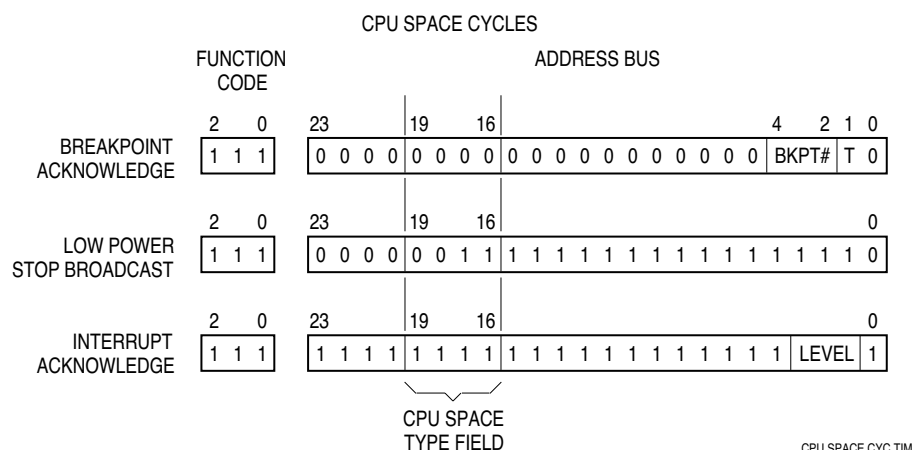 CPU SPACE CYCLES
FUNCTION CODE
ADDRESS BUS
2 0 23 19 16 4 2 1 0
BREAKPOINT ACKNOWLEDGE
1 1 1 0 0 0 0 0 0 0 0 0 0 0 0 0 0 0 0 0 0 0 BKPT# T 0
2 0 23 19 16 0
LOW POWER STOP BROADCAST
1 1 1 0 0 0 0 0 0 1 1 1 1 1 1 1 1 1 1 1 1 1 1 1 1 1 0
2 0 23 19 16 0
INTERRUPT ACKNOWLEDGE
1 1 1 1 1 1 1 1 1 1 1 1 1 1 1 1 1 1 1 1 1 1 1 LEVEL 1
CPU SPACE
TYPE FIELD
CPU SPACE CYC TIM